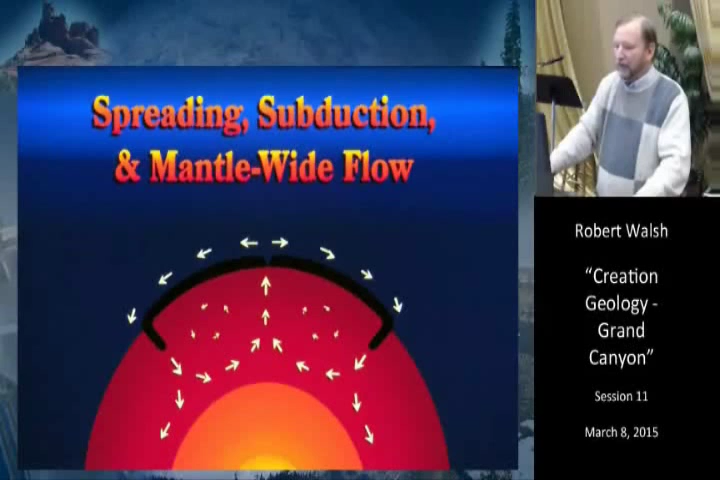 Spreading, Subduction,
& Mantle-Wide Flow
Robert Walsh
“Creation
Geology -
Grand
Canyon”
Session 11
March 8, 2015